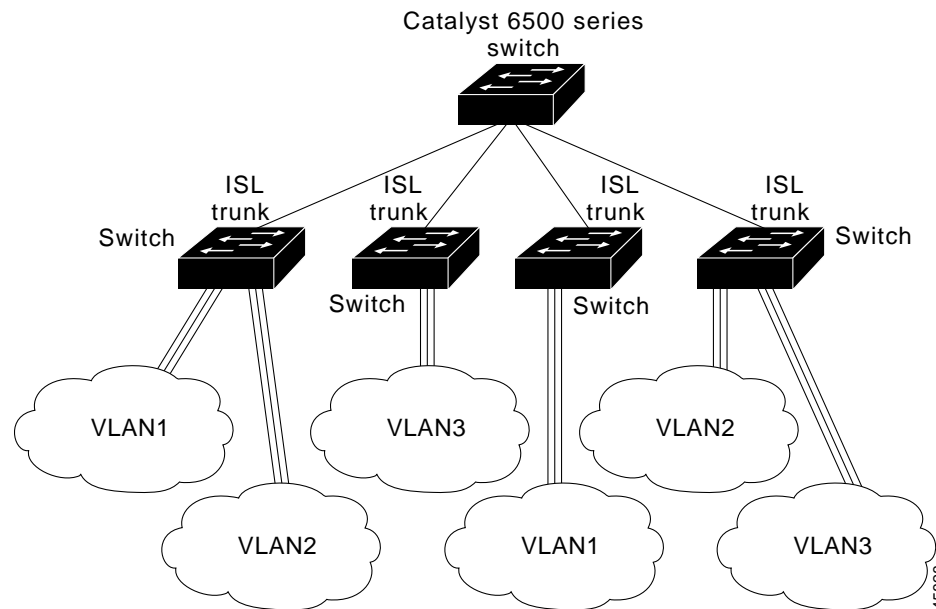 Catalyst 6500 series
switch
ISL
trunk
ISL
trunk
ISL
trunk
ISL
trunk
Switch
Switch
Switch
Switch
VLAN1
VLAN3
VLAN2
VLAN2
VLAN1
VLAN3